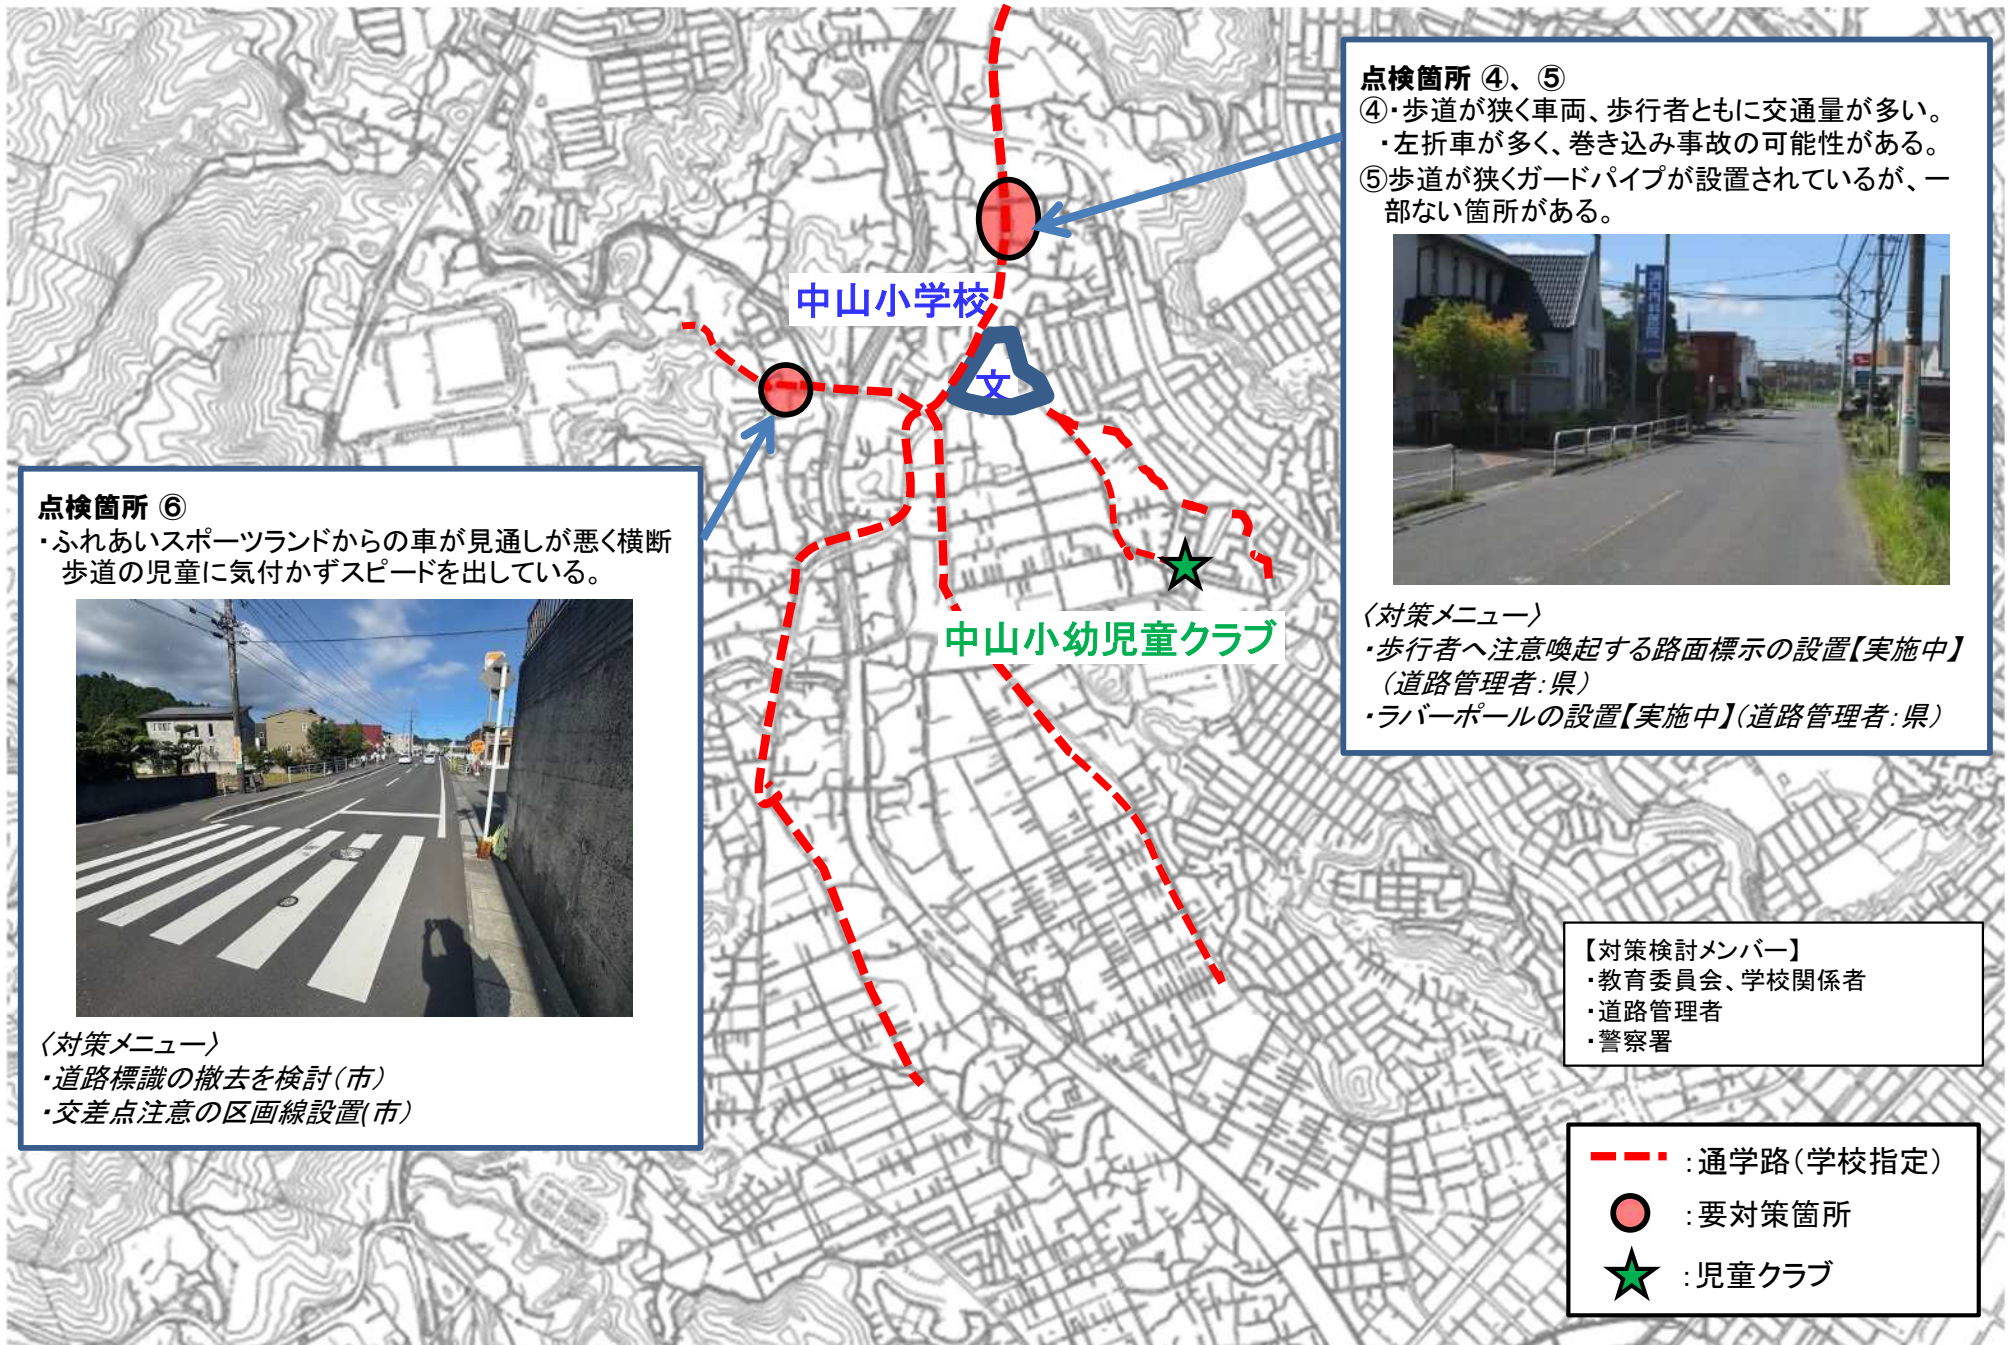 点検箇所 ④、⑤
④・歩道が狭く車両、歩行者ともに交通量が多い。
・左折車が多く、巻き込み事故の可能性がある。
⑤歩道が狭くガードパイプが設置されているが、一
部ない箇所がある。
〈対策メニュー〉
・歩行者へ注意喚起する路面標示の設置【実施中】
（道路管理者：県）
・ラバーポールの設置【実施中】（道路管理者：県）
中山小学校
文
中山小幼児童クラブ
点検箇所 ⑥
・ふれあいスポーツランドからの車が見通しが悪く横断
歩道の児童に気付かずスピードを出している。
〈対策メニュー〉
・道路標識の撤去を検討（市）
・交差点注意の区画線設置(市）
【対策検討メンバー】
・教育委員会、学校関係者
・道路管理者
・警察署
：通学路（学校指定）
：要対策箇所
：児童クラブ